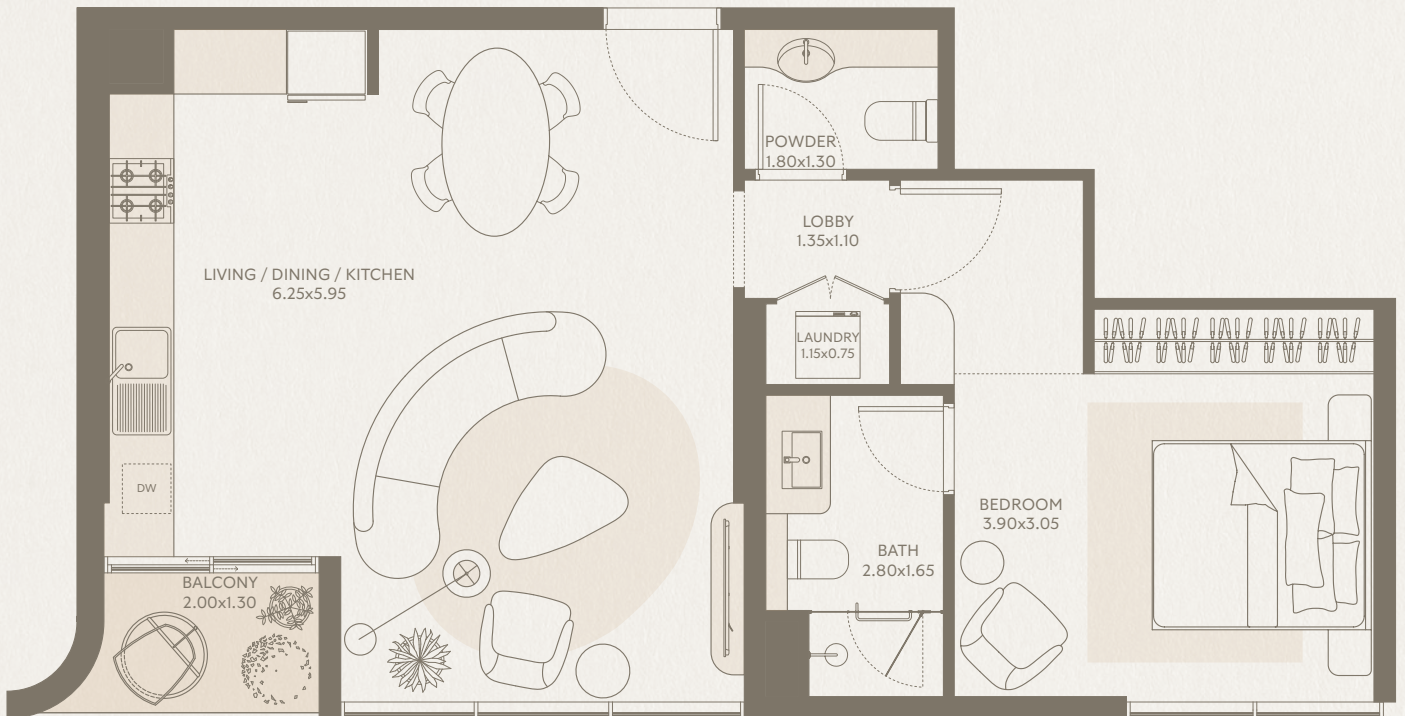 POWDER
1.80x1.30
LOBBY
1.35x1.10
LIVING / DINING / KITCHEN
6.25x5.95
LAUNDRY
1.15x0.75
DW
BEDROOM
3.90x3.05
BATH
2.80x1.65
BALCONY
2.00x1.30